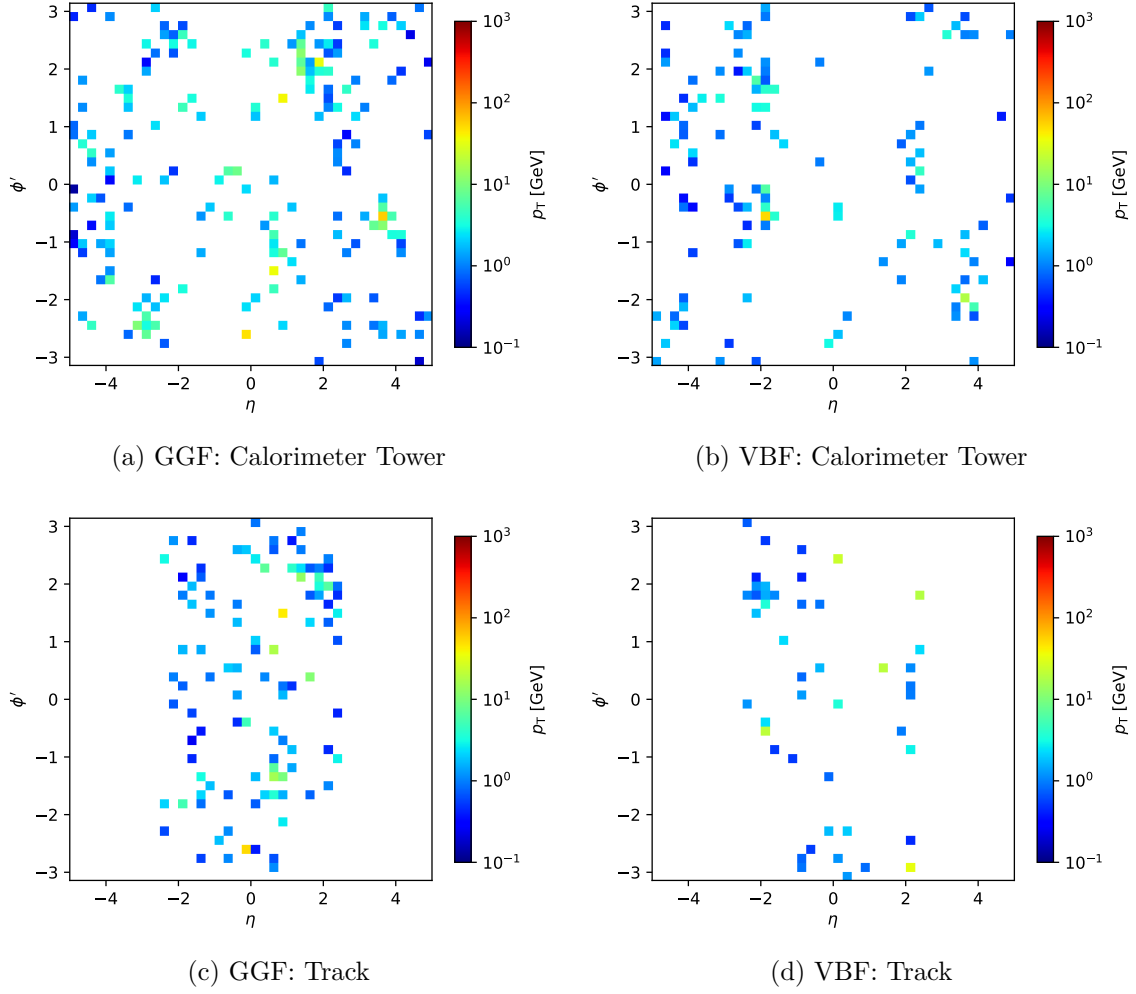 3
2
1
0
−1
−2
−3
ϕ′
−4 −2 0 2 4
η
10³
10²
10¹
10⁰
10⁻¹
p_T [GeV]
(a) GGF: Calorimeter Tower
3
2
1
0
−1
−2
−3
ϕ′
−4 −2 0 2 4
η
10³
10²
10¹
10⁰
10⁻¹
p_T [GeV]
(b) VBF: Calorimeter Tower
3
2
1
0
−1
−2
−3
ϕ′
−4 −2 0 2 4
η
10³
10²
10¹
10⁰
10⁻¹
p_T [GeV]
(c) GGF: Track
3
2
1
0
−1
−2
−3
ϕ′
−4 −2 0 2 4
η
10³
10²
10¹
10⁰
10⁻¹
p_T [GeV]
(d) VBF: Track